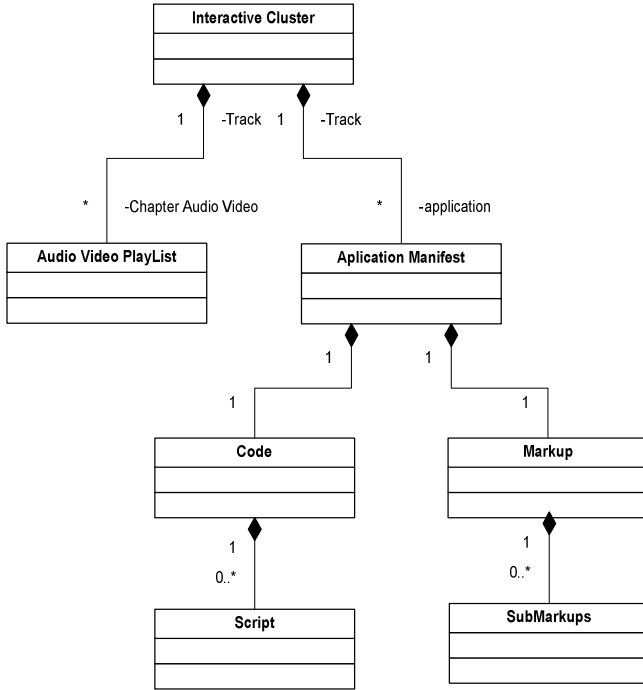 Interactive Cluster
1 -Track 1 -Track
* -Chapter Audio Video * -application
Audio Video PlayList
Aplication Manifest
1 1
1 1
Code
Markup
1 1
0..* 0..*
Script
SubMarkups